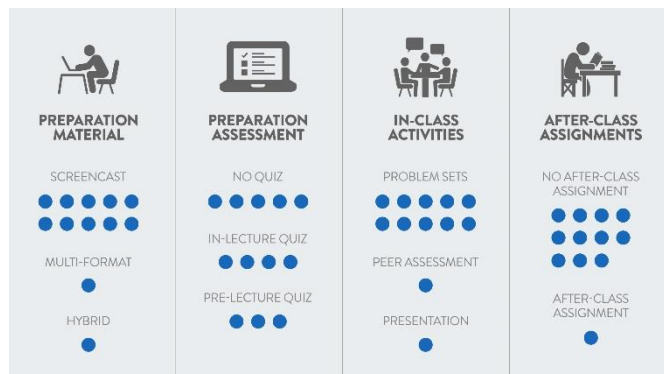 PREPARATION
MATERIAL
SCREENCAST
MULTI-FORMAT
HYBRID
PREPARATION
ASSESSMENT
NO QUIZ
IN-LECTURE QUIZ
PRE-LECTURE QUIZ
IN-CLASS
ACTIVITIES
PROBLEM SETS
PEER ASSESSMENT
PRESENTATION
AFTER-CLASS
ASSIGNMENTS
NO AFTER-CLASS
ASSIGNMENT
AFTER-CLASS
ASSIGNMENT